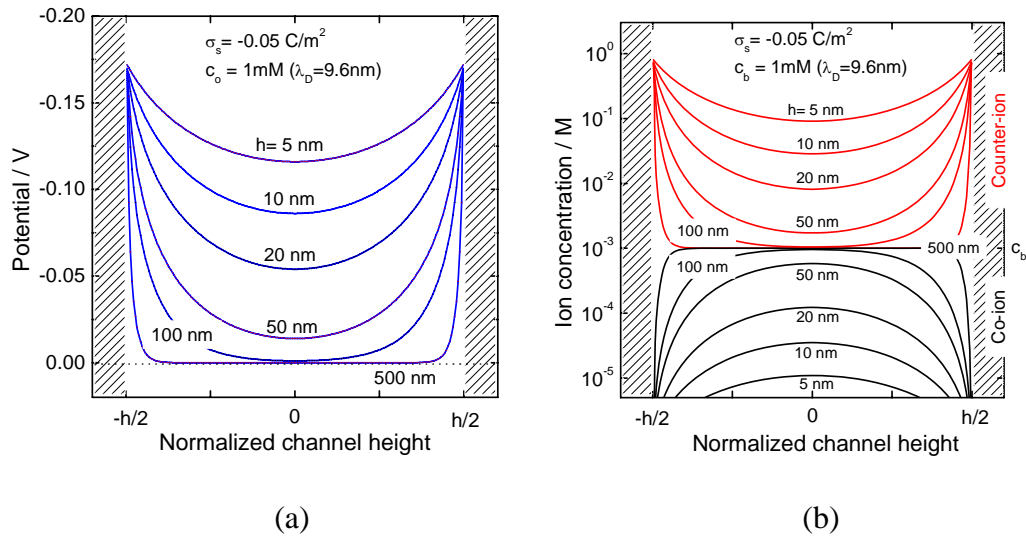 -0.20
-0.15
-0.10
-0.05
0.00
Potential / V
σs= -0.05 C/m²
co = 1mM (λD=9.6nm)
h= 5 nm
10 nm
20 nm
50 nm
100 nm
500 nm
-h/2
0
h/2
Normalized channel height
(a)
10⁰
10⁻¹
10⁻²
10⁻³
10⁻⁴
10⁻⁵
Ion concentration / M
σs= -0.05 C/m²
cb = 1mM (λD=9.6nm)
h= 5 nm
10 nm
20 nm
50 nm
100 nm
500 nm
100 nm
50 nm
20 nm
10 nm
5 nm
Counter-ion
cb
Co-ion
-h/2
0
h/2
Normalized channel height
(b)